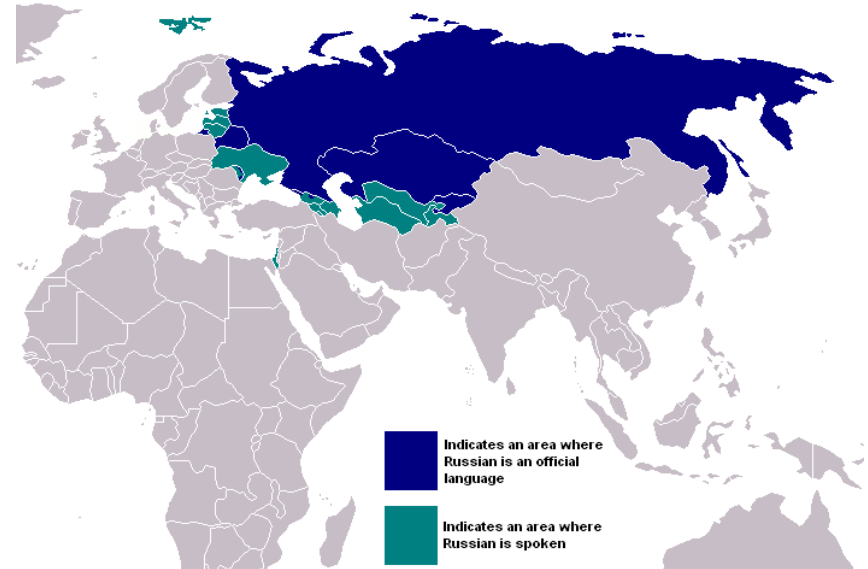 Indicates an area where
Russian is an official
language
Indicates an area where
Russian is spoken